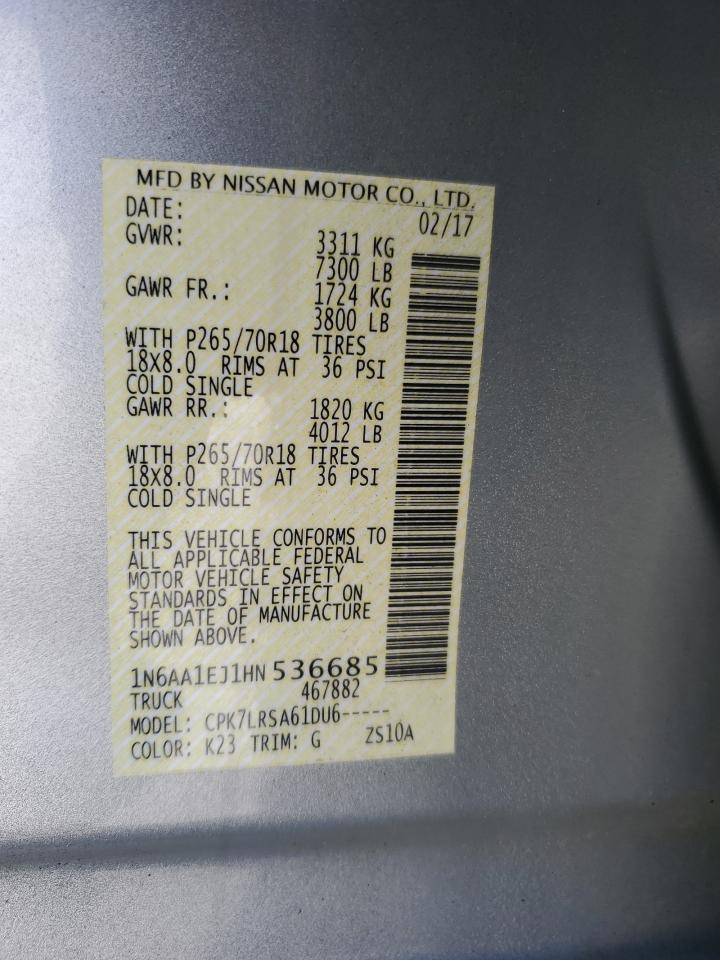 MFD BY NISSAN MOTOR CO., LTD.
DATE: 02/17
GVWR: 3311 KG
7300 LB
GAWR FR.: 1724 KG
3800 LB
WITH P265/70R18 TIRES
18X8.0 RIMS AT 36 PSI
COLD SINGLE
GAWR RR.: 1820 KG
4012 LB
WITH P265/70R18 TIRES
18X8.0 RIMS AT 36 PSI
COLD SINGLE
THIS VEHICLE CONFORMS TO
ALL APPLICABLE FEDERAL
MOTOR VEHICLE SAFETY
STANDARDS IN EFFECT ON
THE DATE OF MANUFACTURE
SHOWN ABOVE.
1N6AA1EJ1HN536685
TRUCK 467882
MODEL: CPK7LRSA61DU6-----
COLOR: K23 TRIM: G ZS10A